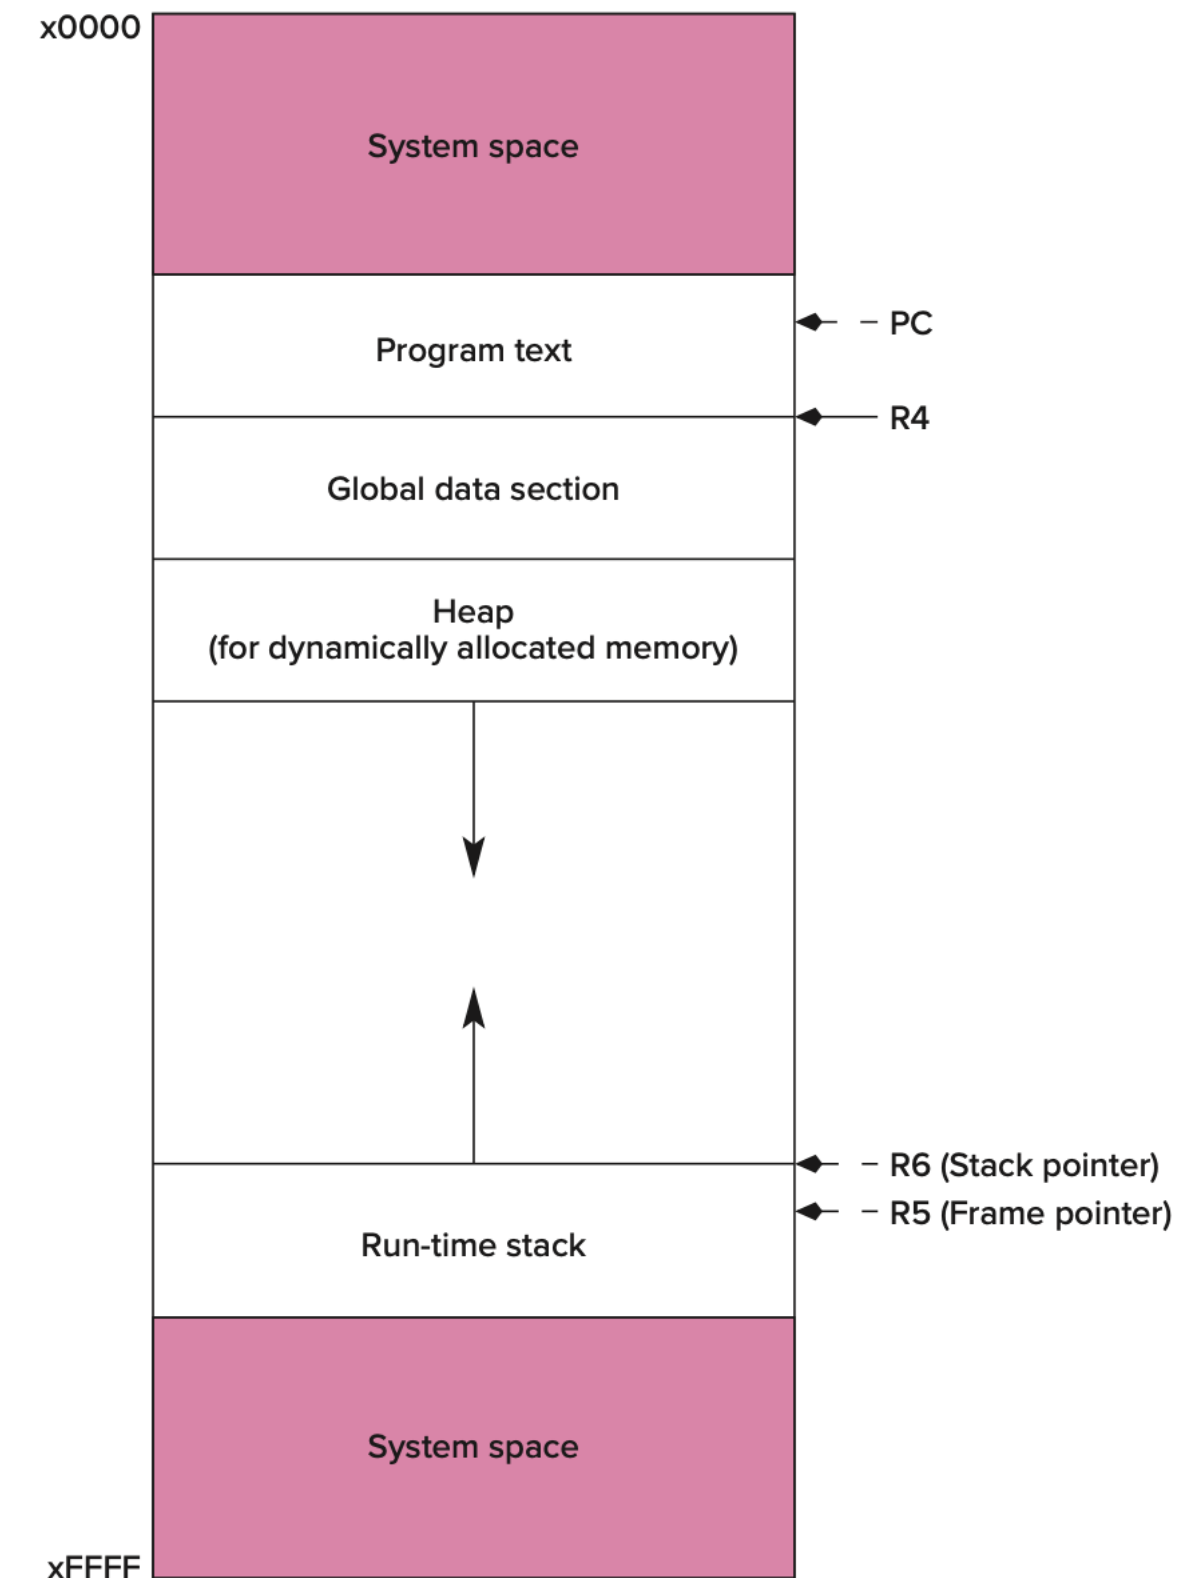 x0000
System space
PC
Program text
R4
Global data section
Heap
(for dynamically allocated memory)
R6 (Stack pointer)
R5 (Frame pointer)
Run-time stack
System space
xFFFF